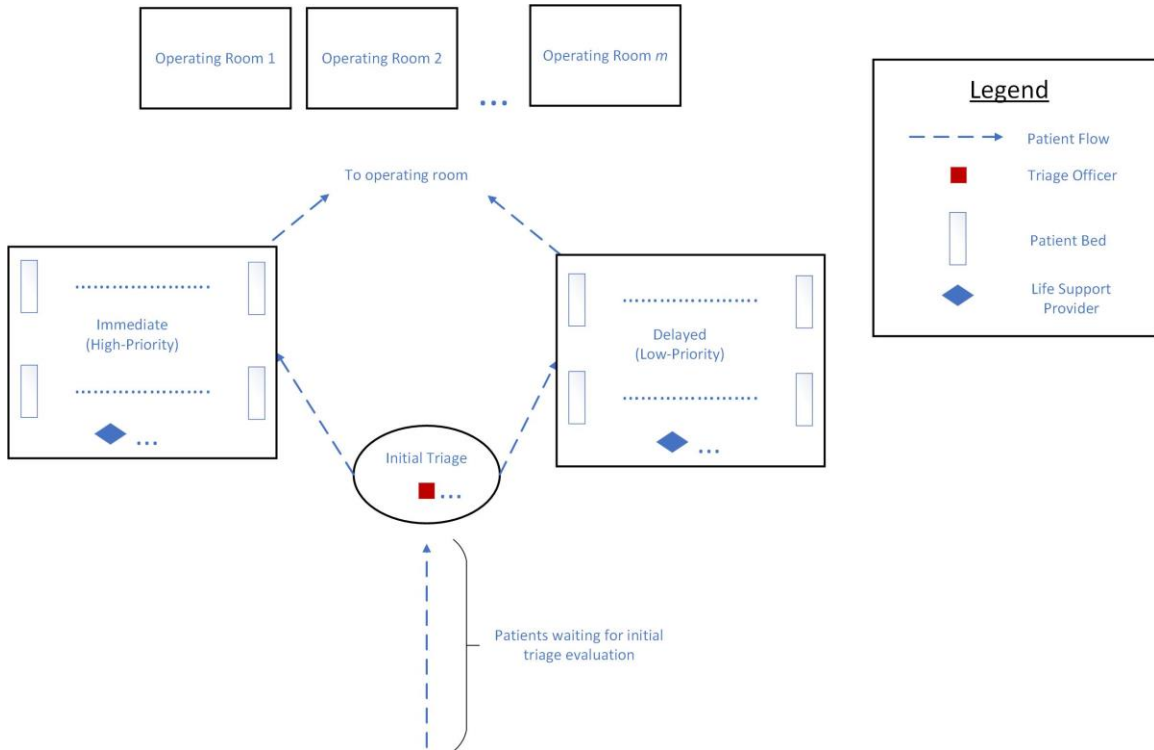 Operating Room 1
Operating Room 2
...
Operating Room m
Legend
Patient Flow
Triage Officer
Patient Bed
Life Support
Provider
To operating room
Immediate
(High-Priority)
...
Delayed
(Low-Priority)
...
Initial Triage
...
Patients waiting for initial
triage evaluation